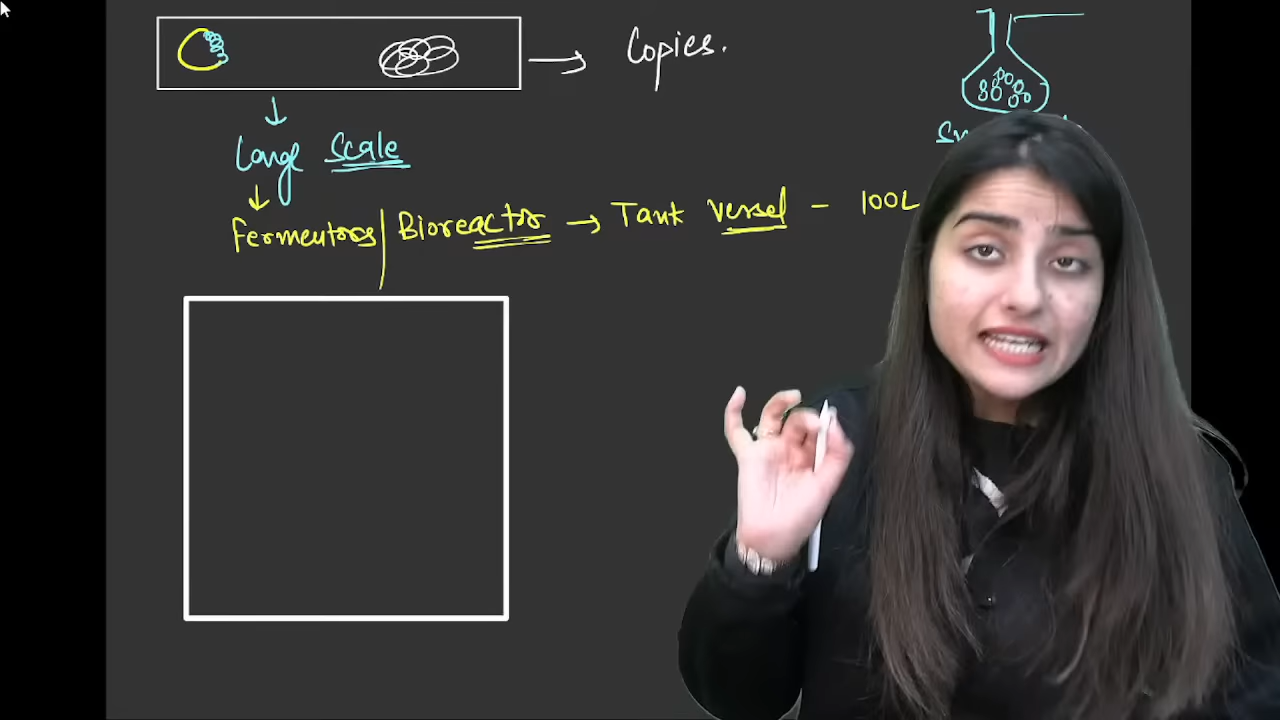 Copies.
Large Scale
Fermentors | Bioreactor → Tank vessel - 100L